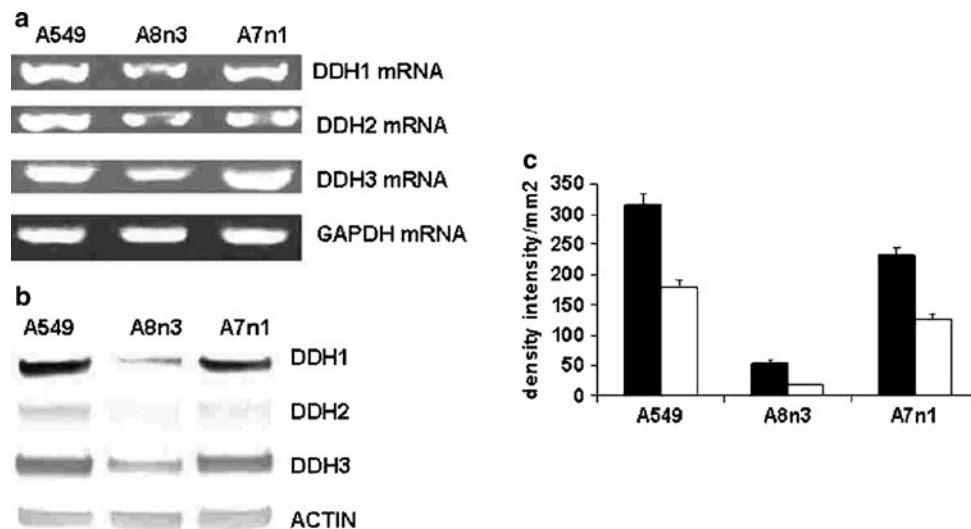 a
A549 A8n3 A7n1
DDH1 mRNA
DDH2 mRNA
DDH3 mRNA
GAPDH mRNA
b
A549 A8n3 A7n1
DDH1
DDH2
DDH3
ACTIN
c
density intensity/mm2
350
300
250
200
150
100
50
0
A549 A8n3 A7n1